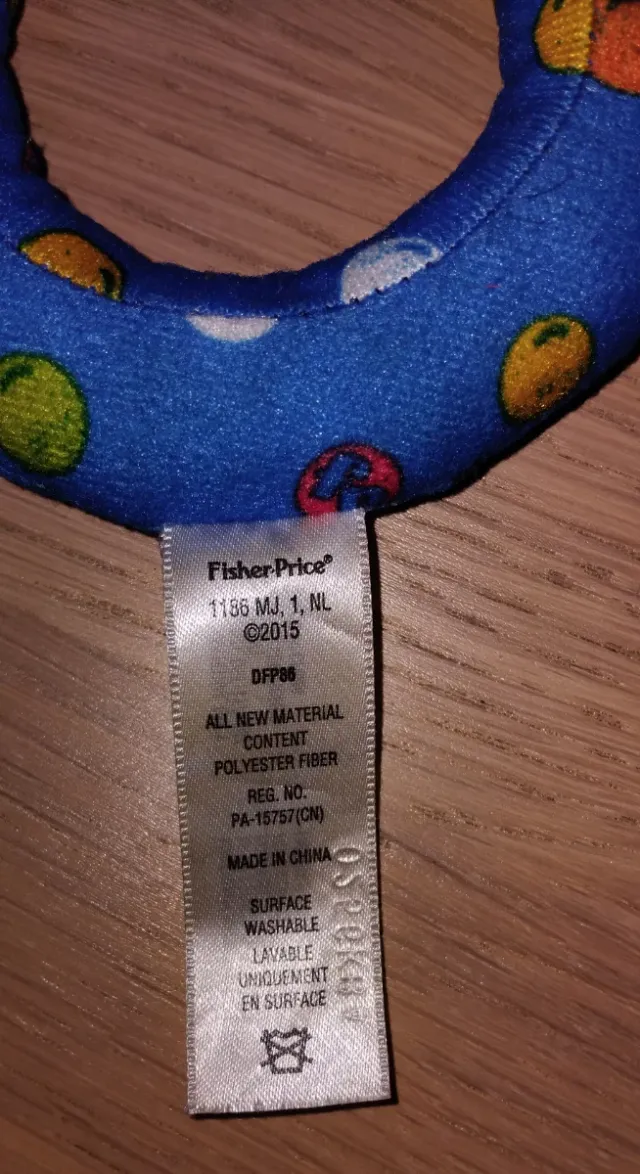 Fisher-Price®
1186 MJ, 1, NL
©2015
DFP86
ALL NEW MATERIAL
CONTENT
POLYESTER FIBER
REG. NO.
PA-15757(CN)
MADE IN CHINA
SURFACE
WASHABLE
LAVABLE
UNIQUEMENT
EN SURFACE